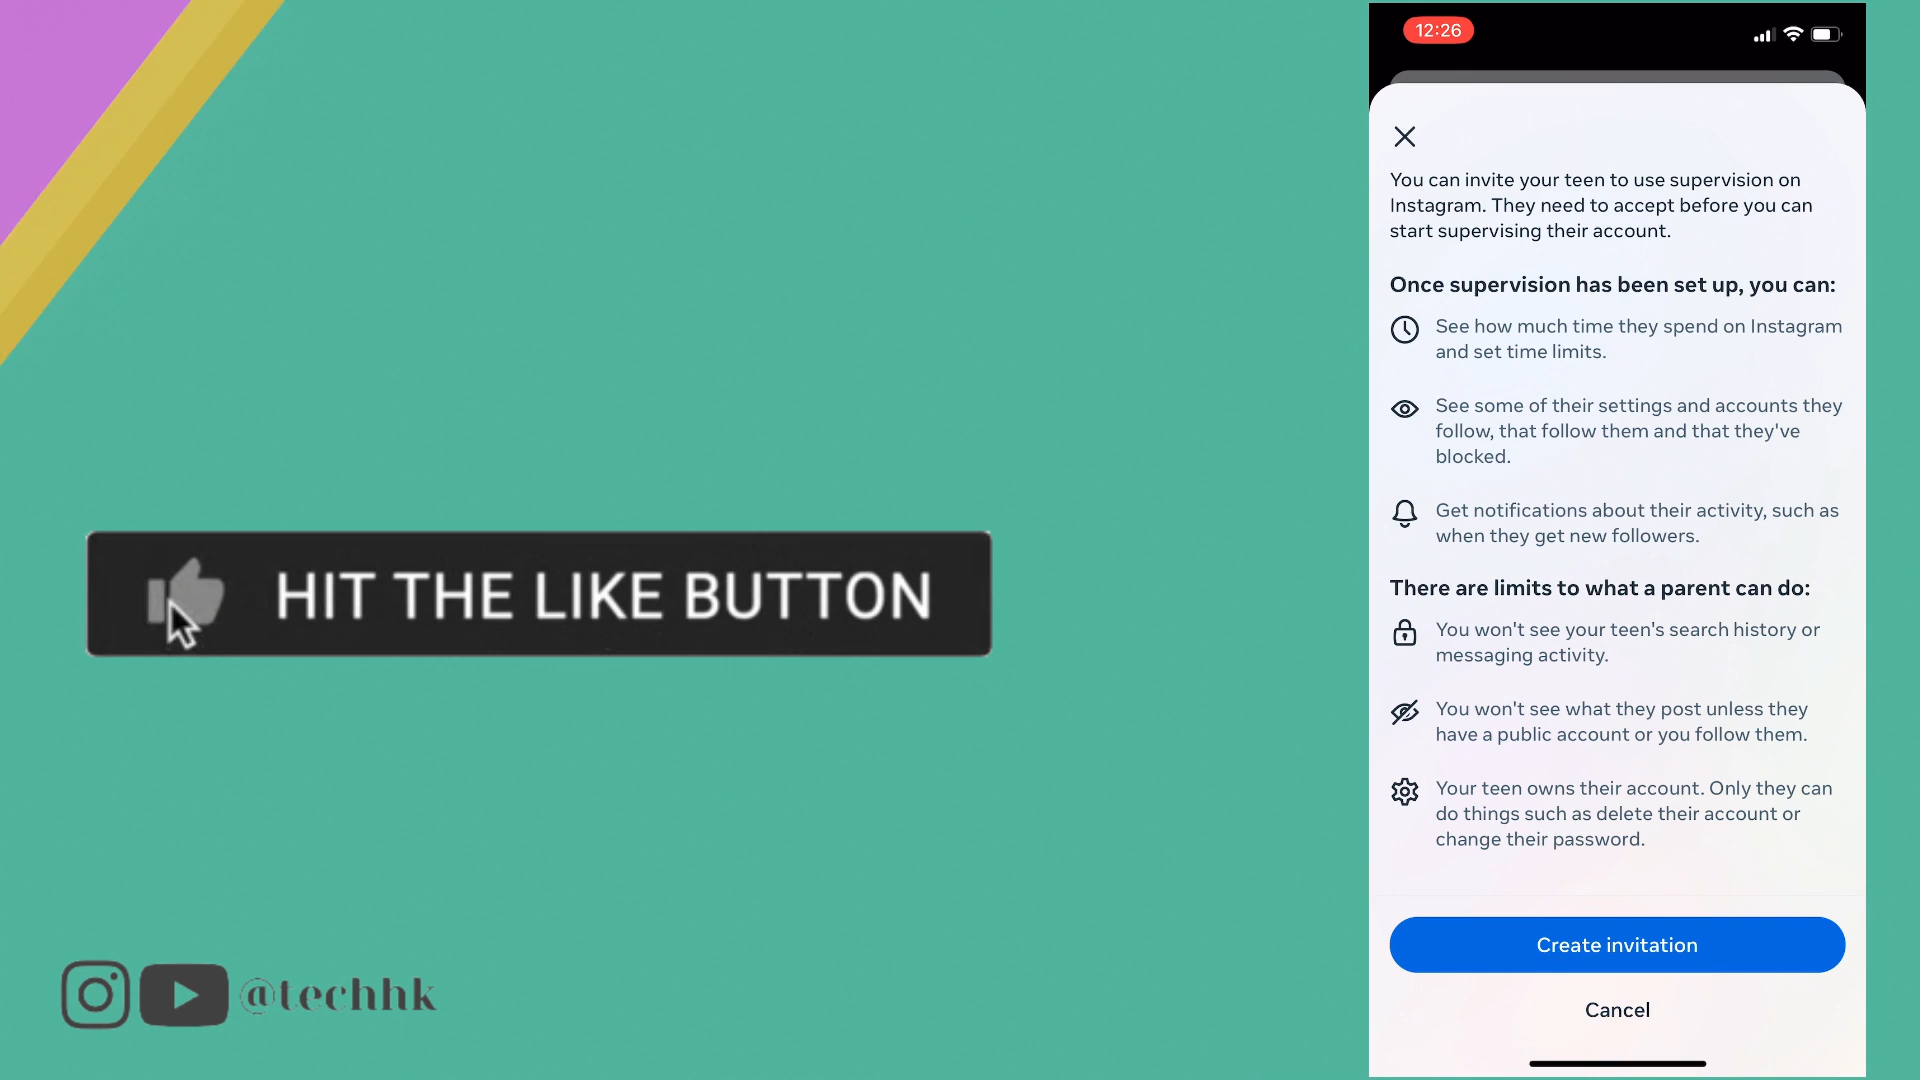 12:26
You can invite your teen to use supervision on
Instagram. They need to accept before you can
start supervising their account.
Once supervision has been set up, you can:
See how much time they spend on Instagram
and set time limits.
See some of their settings and accounts they
follow, that follow them and that they've
blocked.
Get notifications about their activity, such as
when they get new followers.
There are limits to what a parent can do:
You won't see your teen's search history or
messaging activity.
You won't see what they post unless they
have a public account or you follow them.
Your teen owns their account. Only they can
do things such as delete their account or
change their password.
Create invitation
Cancel
HIT THE LIKE BUTTON
@techhk